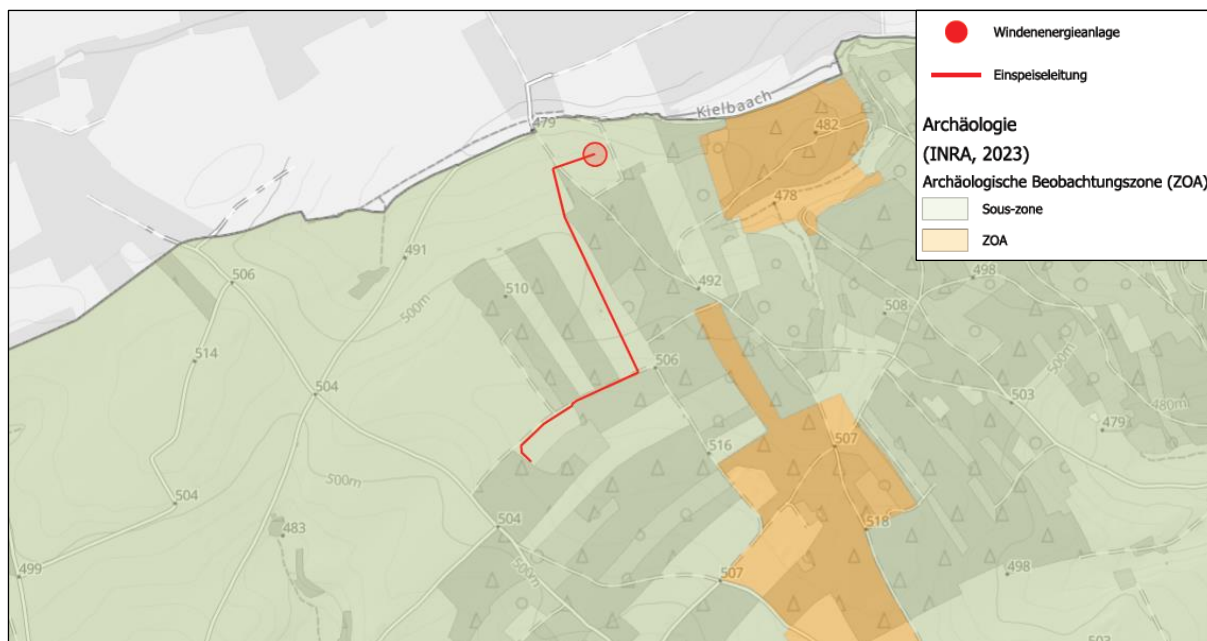 Windenenergieanlage
Einspeiseleitung
Archäologie
(INRA, 2023)
Archäologische Beobachtungszone (ZOA)
Sous-zone
ZOA
Kielbaach
479
482
478
491
506
510
492
498
508
500m
514
504
506
503
500m
480m
479
516
507
500m
504
483
504
518
499
500m
507
498
503